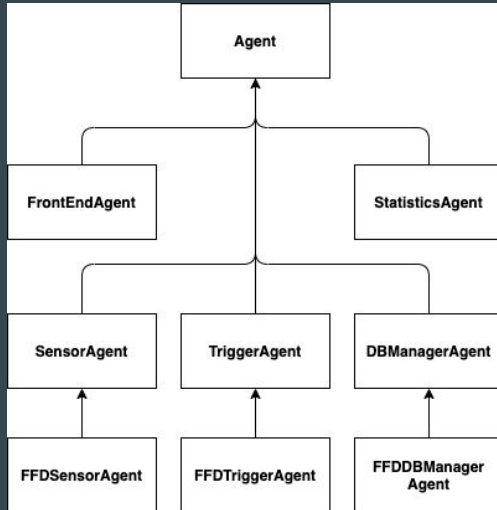 Agent
FrontEndAgent
StatisticsAgent
SensorAgent
TriggerAgent
DBManagerAgent
FFDSensorAgent
FFDTriggerAgent
FFDDBManager
Agent